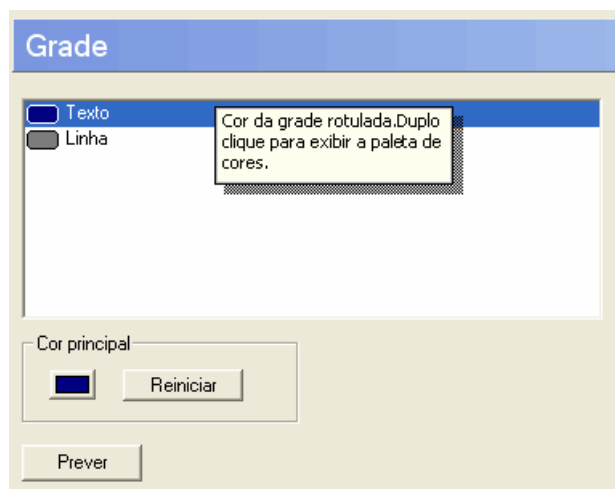 Grade
Texto
Cor da grade rotulada.Duplo
clique para exibir a paleta de
cores.
Linha
Cor principal
Reiniciar
Prever